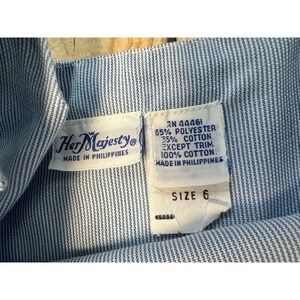 Her Majesty®
MADE IN PHILIPPINES
RN 44461
65% POLYESTER
35% COTTON
EXCEPT TRIM
100% COTTON
MADE IN PHILIPPINES
SIZE 6